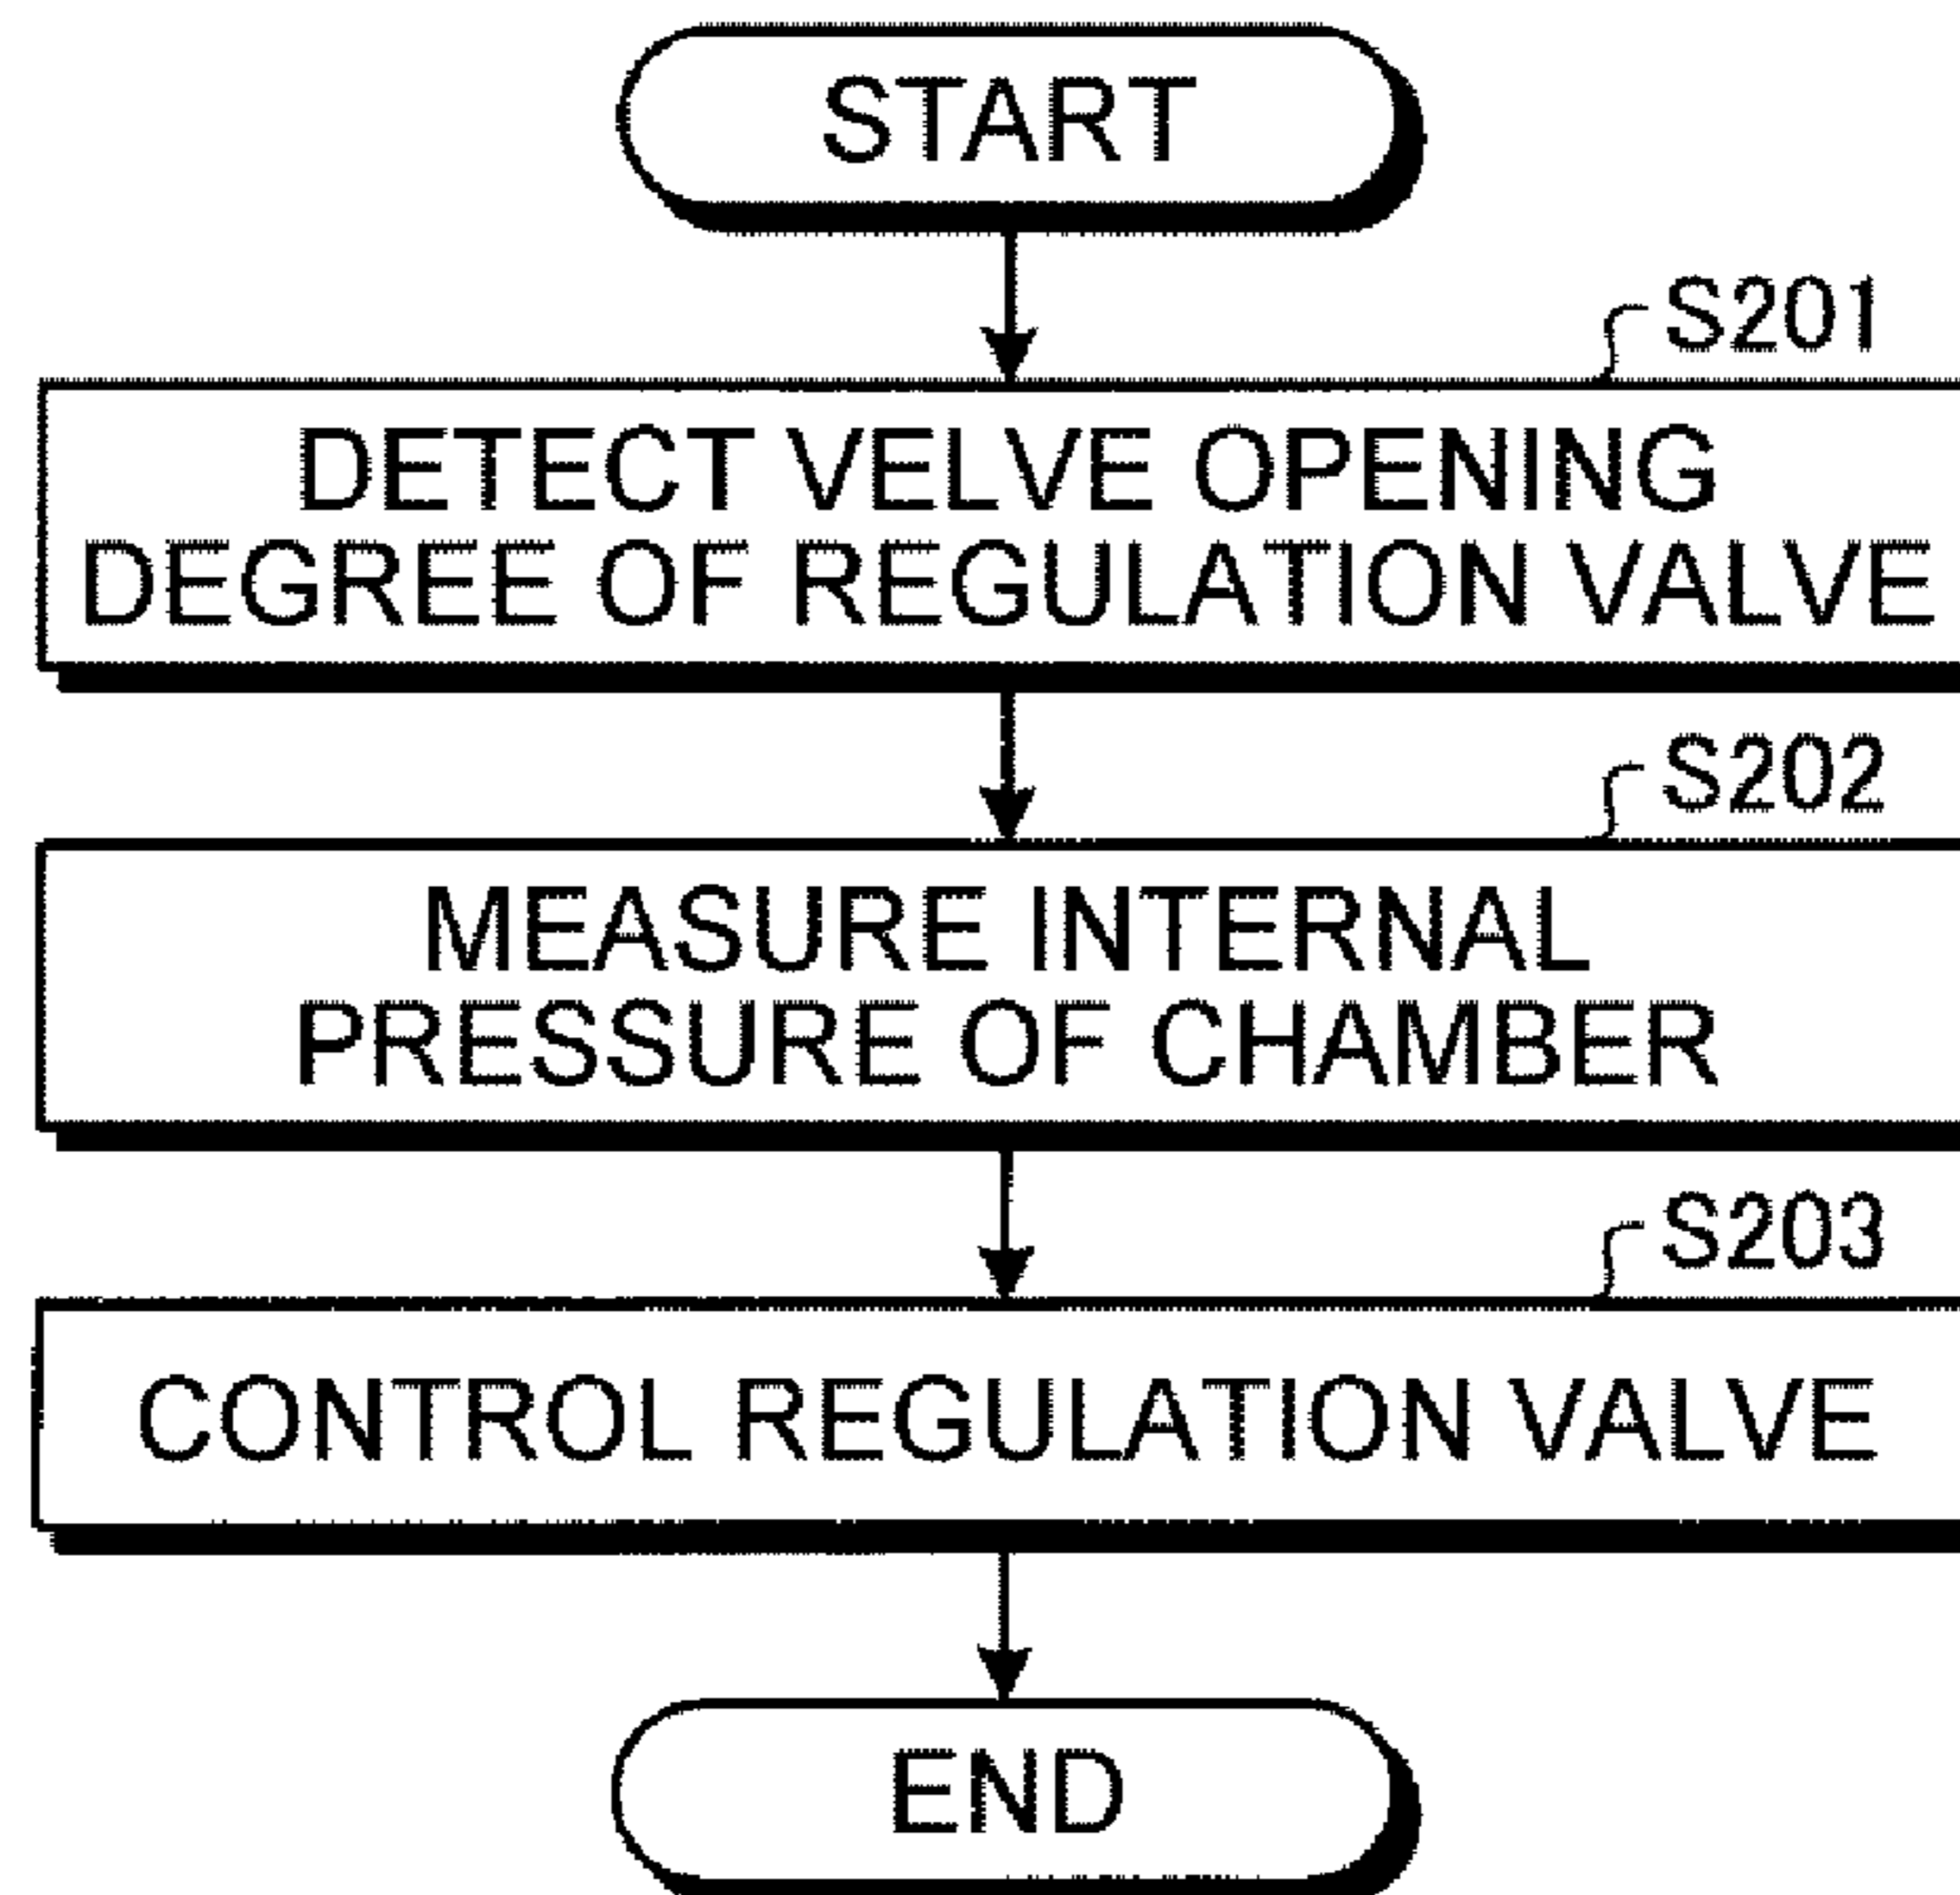 START
S201
DETECT VELVE OPENING
DEGREE OF REGULATION VALVE
S202
MEASURE INTERNAL
PRESSURE OF CHAMBER
S203
CONTROL REGULATION VALVE
END